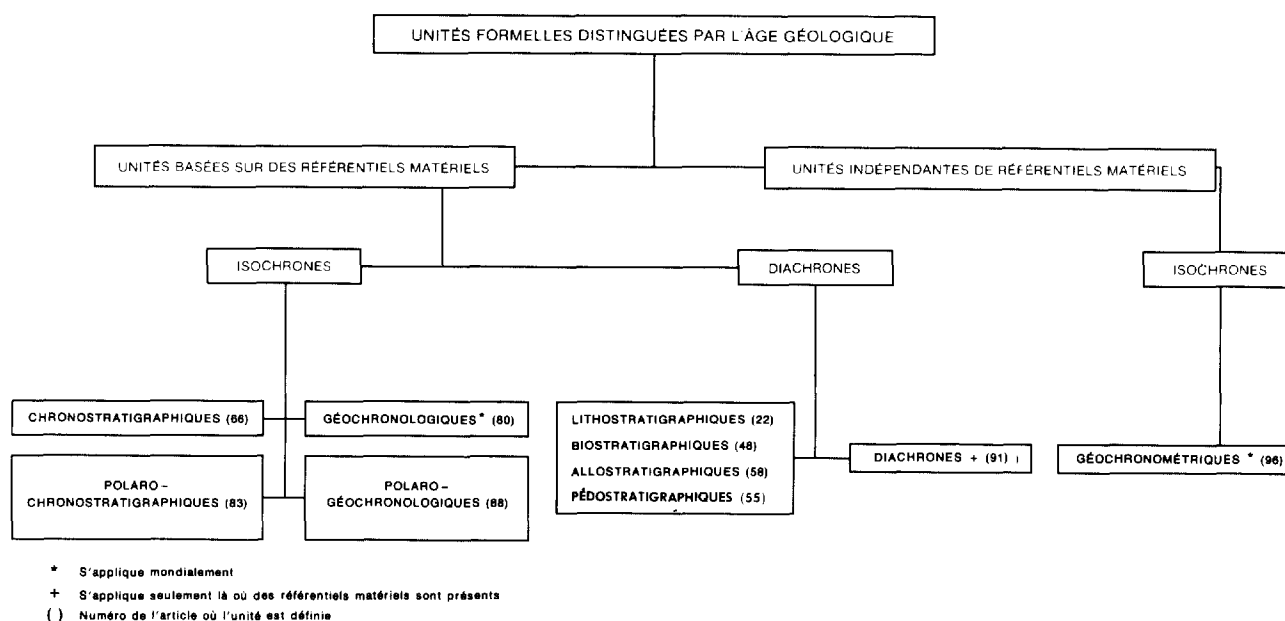 UNITÉS FORMELLES DISTINGUÉES PAR L'ÂGE GÉOLOGIQUE
UNITÉS BASÉES SUR DES RÉFÉRENTIELS MATÉRIELS
UNITÉS INDÉPENDANTES DE RÉFÉRENTIELS MATÉRIELS
ISOCHRONES
DIACHRONES
ISOCHRONES
CHRONOSTRATIGRAPHIQUES (66)
GÉOCHRONOLOGIQUES* (80)
POLARO-
CHRONOSTRATIGRAPHIQUES (83)
POLARO-
GÉOCHRONOLOGIQUES (88)
LITHOSTRATIGRAPHIQUES (22)
BIOSTRATIGRAPHIQUES (48)
ALLOSTRATIGRAPHIQUES (58)
PÉDOSTRATIGRAPHIQUES (55)
DIACHRONES + (91)
GÉOCHRONOMÉTRIQUES * (96)
* S'applique mondialement
+ S'applique seulement là où des référentiels matériels sont présents
( ) Numéro de l'article où l'unité est définie